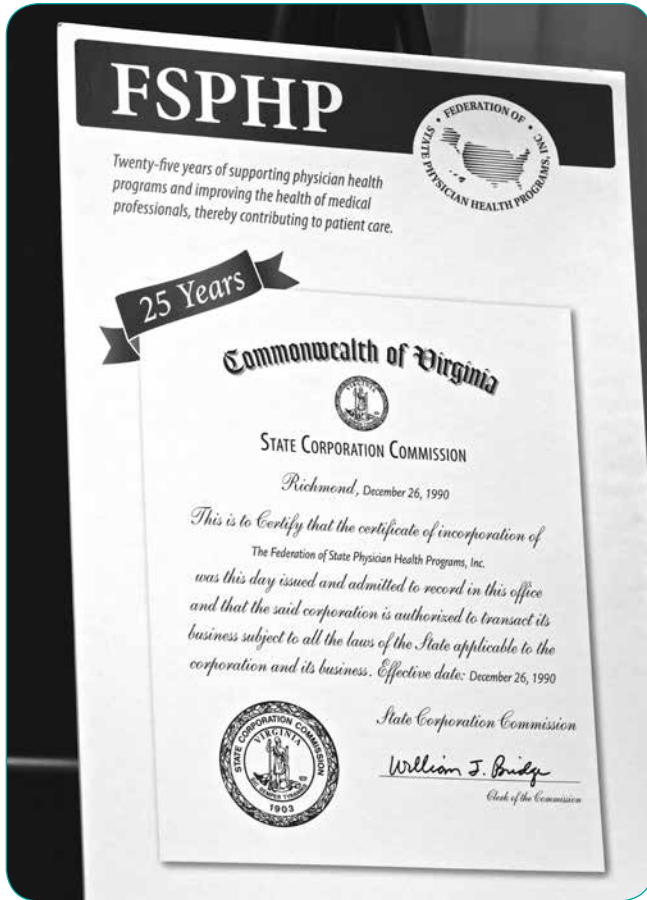 FSPHP
FEDERATION OF
STATE PHYSICIAN HEALTH PROGRAMS, INC
Twenty-five years of supporting physician health
programs and improving the health of medical
professionals, thereby contributing to patient care.
25 Years
Commonwealth of Virginia
VIRGINIA
STATE CORPORATION COMMISSION
Richmond, December 26, 1990
This is to Certify that the certificate of incorporation of
The Federation of State Physician Health Programs, Inc.
was this day issued and admitted to record in this office
and that the said corporation is authorized to transact its
business subject to all the laws of the State applicable to the
corporation and its business. Effective date: December 26, 1990
State Corporation Commission
STATE CORPORATION COMMISSION
VIRGINIA
SIC SEMPER TYRANNIS
1903
William J. Bridge
Clerk of the Commission